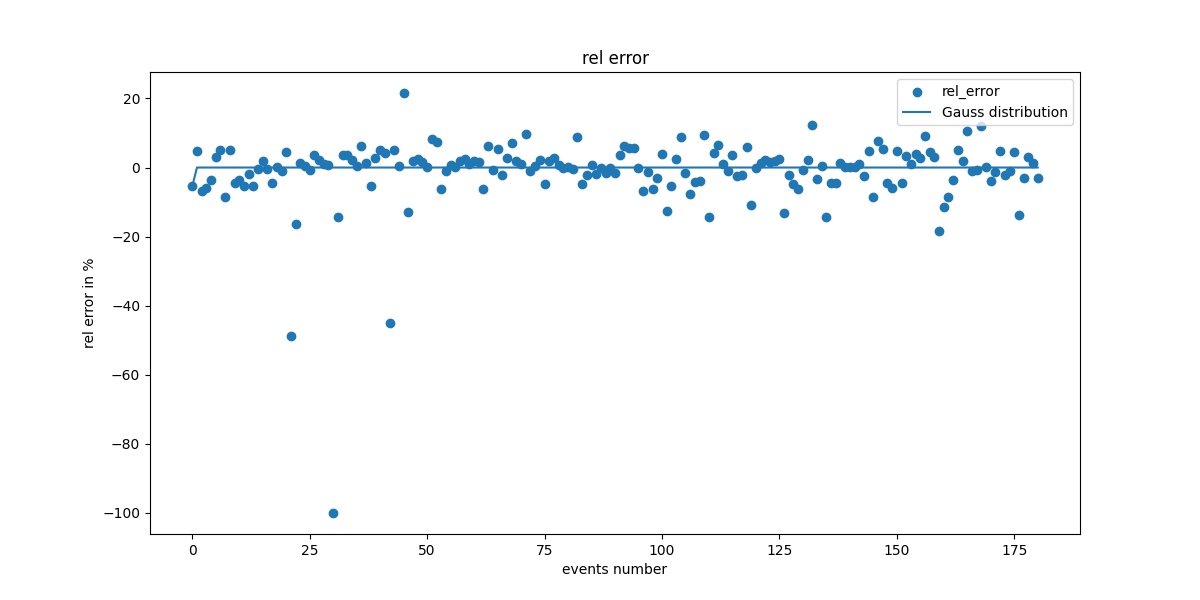 rel error
rel_error
Gauss distribution
20
0
−20
−40
−60
−80
−100
rel error in %
0 25 50 75 100 125 150 175
events number